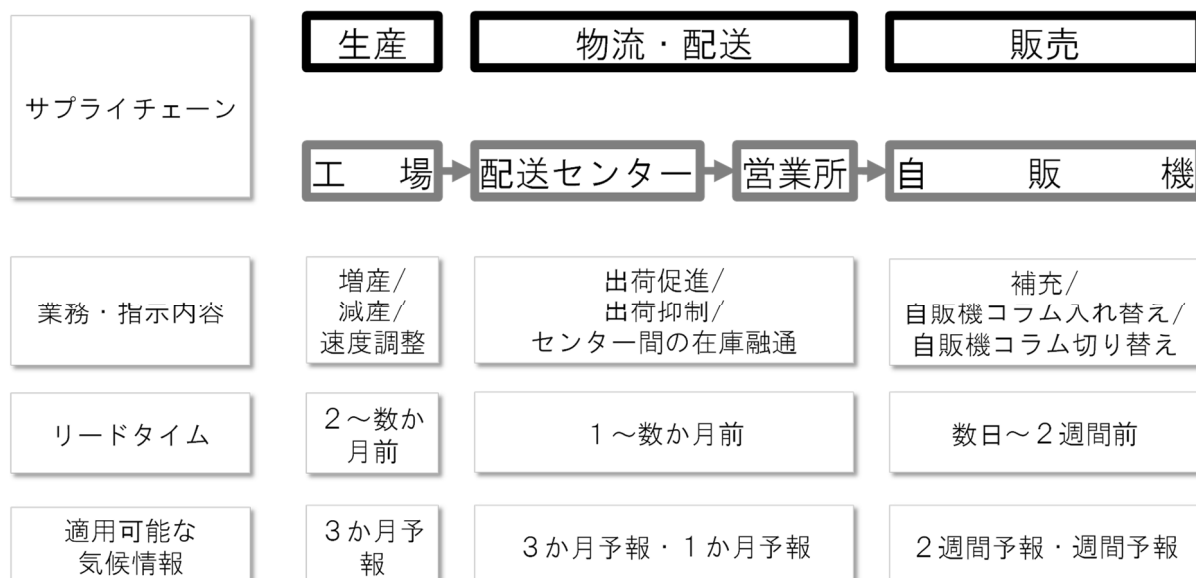 生産
物流・配送
販売
サプライチェーン
工場
配送センター
営業所
自販機
業務・指示内容
増産/
減産/
速度調整
出荷促進/
出荷抑制/
センター間の在庫融通
補充/
自販機コラム入れ替え/
自販機コラム切り替え
リードタイム
２～数か
月前
１～数か月前
数日～２週間前
適用可能な
気候情報
３か月予
報
３か月予報・１か月予報
２週間予報・週間予報